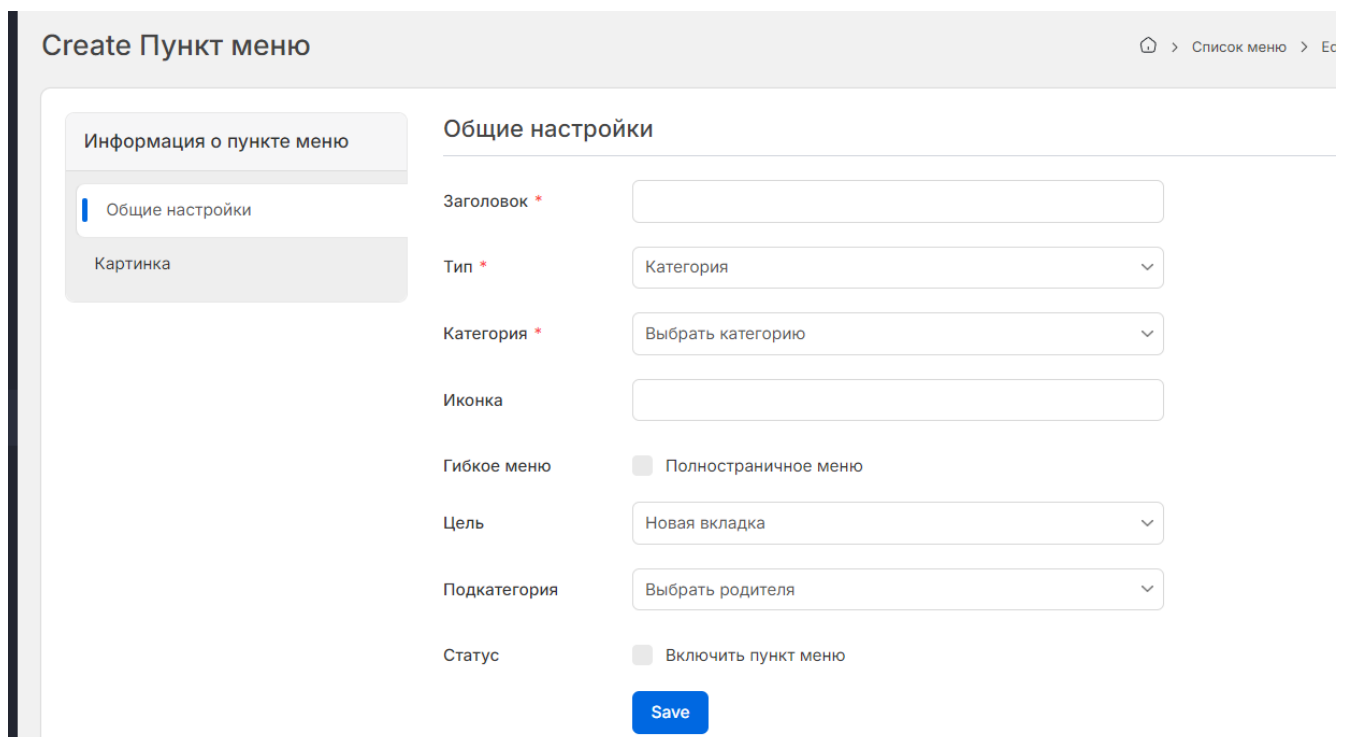 Create Пункт меню
> Список меню >
Информация о пункте меню
Общие настройки
Картинка
Общие настройки
Заголовок *
Тип * Категория
Категория * Выбрать категорию
Иконка
Гибкое меню Полностраничное меню
Цель Новая вкладка
Подкатегория Выбрать родителя
Статус Включить пункт меню
Save